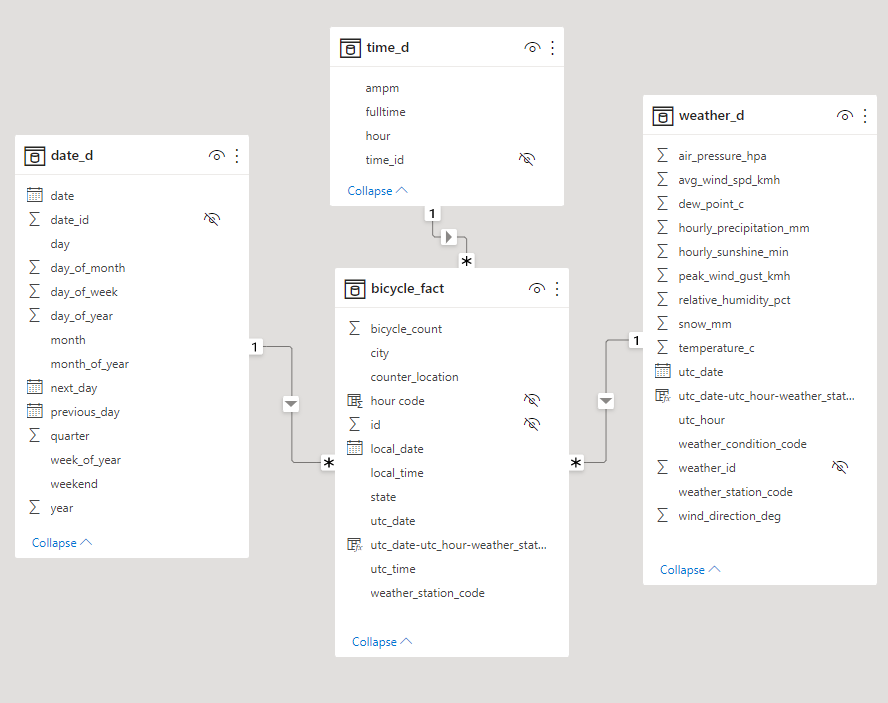 time_d
ampm
fulltime
hour
time_id
Collapse
date_d
date
date_id
day
day_of_month
day_of_week
day_of_year
month
month_of_year
next_day
previous_day
quarter
week_of_year
weekend
year
Collapse
1
*
1
*
bicycle_fact
bicycle_count
city
counter_location
hour code
id
local_date
local_time
state
utc_date
utc_date-utc_hour-weather_stat...
utc_time
weather_station_code
Collapse
1
*
weather_d
air_pressure_hpa
avg_wind_spd_kmh
dew_point_c
hourly_precipitation_mm
hourly_sunshine_min
peak_wind_gust_kmh
relative_humidity_pct
snow_mm
temperature_c
utc_date
utc_date-utc_hour-weather_stat...
utc_hour
weather_condition_code
weather_id
weather_station_code
wind_direction_deg
Collapse